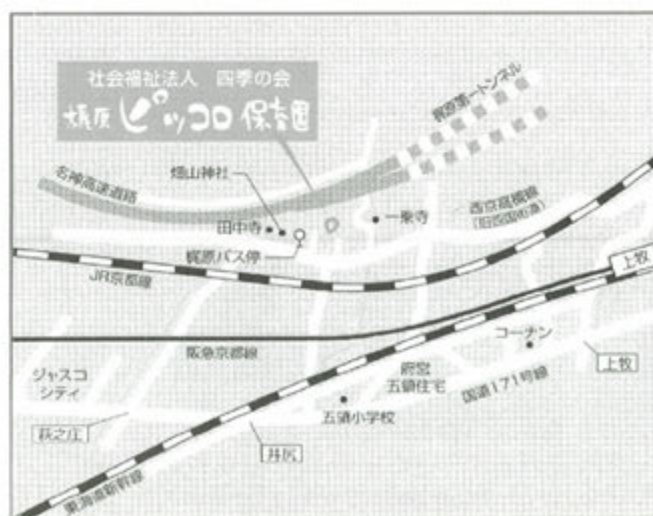 社会福祉法人 四季の会
梶原 ピッコロ 保育園
梶原第一トンネル
名神高速道路
畑山神社
田中寺
一乗寺
梶原バス停
西京高槻線
(旧西国街道)
JR京都線
上牧
阪急京都線
コーナン
上牧
ジャスコ
シティ
府営
五領住宅
国道171号線
五領小学校
萩之庄
井尻
東海道新幹線